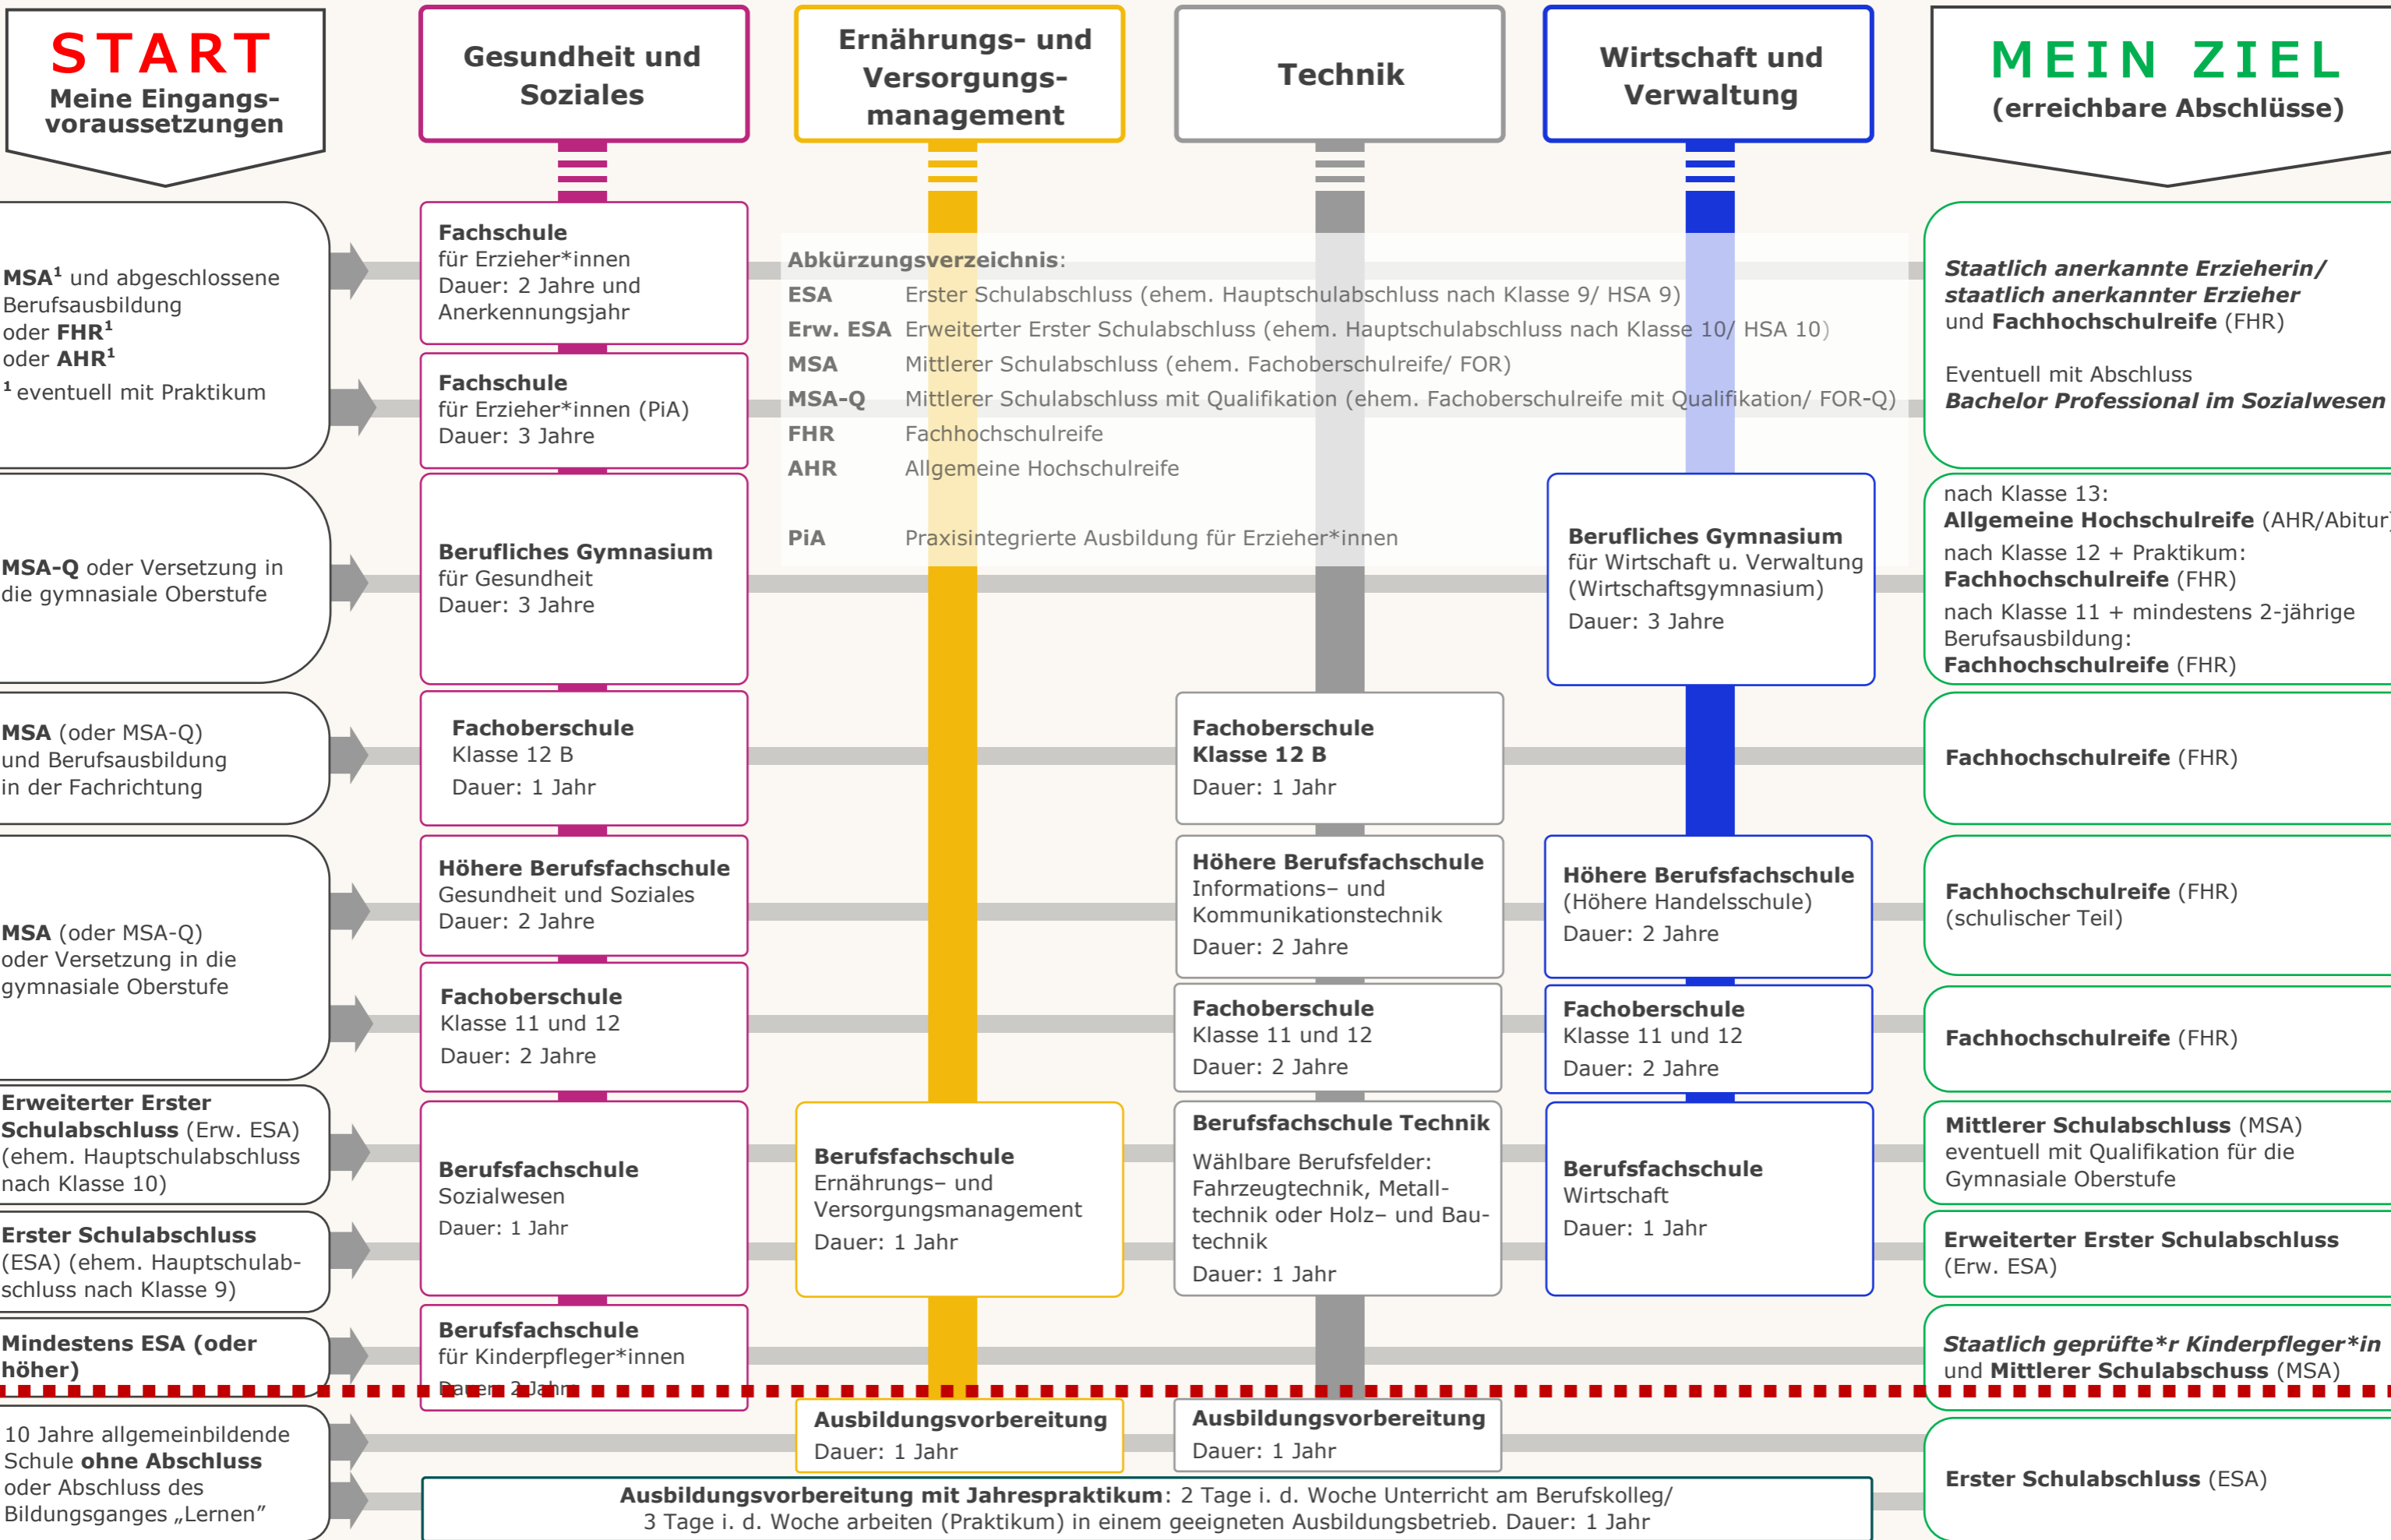 START
Meine Eingangs-
voraussetzungen
Gesundheit und
Soziales
Ernährungs- und
Versorgungs-
management
Technik
Wirtschaft und
Verwaltung
MEIN ZIEL
(erreichbare Abschlüsse)
MSA¹ und abgeschlossene
Berufsausbildung
oder FHR¹
oder AHR¹
¹ eventuell mit Praktikum
Fachschule
für Erzieher*innen
Dauer: 2 Jahre und
Anerkennungsjahr
Fachschule
für Erzieher*innen (PiA)
Dauer: 3 Jahre
Abkürzungsverzeichnis:
ESA Erster Schulabschluss (ehem. Hauptschulabschluss nach Klasse 9/ HSA 9)
Erw. ESA Erweiterter Erster Schulabschluss (ehem. Hauptschulabschluss nach Klasse 10/ HSA 10)
MSA Mittlerer Schulabschluss (ehem. Fachoberschulreife/ FOR)
MSA-Q Mittlerer Schulabschluss mit Qualifikation (ehem. Fachoberschulreife mit Qualifikation/ FOR-Q)
FHR Fachhochschulreife
AHR Allgemeine Hochschulreife
PiA Praxisintegrierte Ausbildung für Erzieher*innen
Staatlich anerkannte Erzieherin/
staatlich anerkannter Erzieher
und Fachhochschulreife (FHR)
Eventuell mit Abschluss
Bachelor Professional im Sozialwesen
MSA-Q oder Versetzung in
die gymnasiale Oberstufe
Berufliches Gymnasium
für Gesundheit
Dauer: 3 Jahre
Berufliches Gymnasium
für Wirtschaft u. Verwaltung
(Wirtschaftsgymnasium)
Dauer: 3 Jahre
nach Klasse 13:
Allgemeine Hochschulreife (AHR/Abitur)
nach Klasse 12 + Praktikum:
Fachhochschulreife (FHR)
nach Klasse 11 + mindestens 2-jährige
Berufsausbildung:
Fachhochschulreife (FHR)
MSA (oder MSA-Q)
und Berufsausbildung
in der Fachrichtung
Fachoberschule
Klasse 12 B
Dauer: 1 Jahr
Fachoberschule
Klasse 12 B
Dauer: 1 Jahr
Fachhochschulreife (FHR)
MSA (oder MSA-Q)
oder Versetzung in die
gymnasiale Oberstufe
Höhere Berufsfachschule
Gesundheit und Soziales
Dauer: 2 Jahre
Höhere Berufsfachschule
Informations– und
Kommunikationstechnik
Dauer: 2 Jahre
Höhere Berufsfachschule
(Höhere Handelsschule)
Dauer: 2 Jahre
Fachhochschulreife (FHR)
(schulischer Teil)
Fachoberschule
Klasse 11 und 12
Dauer: 2 Jahre
Fachoberschule
Klasse 11 und 12
Dauer: 2 Jahre
Fachoberschule
Klasse 11 und 12
Dauer: 2 Jahre
Fachhochschulreife (FHR)
Erweiterter Erster
Schulabschluss (Erw. ESA)
(ehem. Hauptschulabschluss
nach Klasse 10)
Erster Schulabschluss
(ESA) (ehem. Hauptschulab-
schluss nach Klasse 9)
Berufsfachschule
Sozialwesen
Dauer: 1 Jahr
Berufsfachschule
Ernährungs– und
Versorgungsmanagement
Dauer: 1 Jahr
Berufsfachschule Technik
Wählbare Berufsfelder:
Fahrzeugtechnik, Metall-
technik oder Holz– und Bau-
technik
Dauer: 1 Jahr
Berufsfachschule
Wirtschaft
Dauer: 1 Jahr
Mittlerer Schulabschluss (MSA)
eventuell mit Qualifikation für die
Gymnasiale Oberstufe
Erweiterter Erster Schulabschluss
(Erw. ESA)
Mindestens ESA (oder
höher)
Berufsfachschule
für Kinderpfleger*innen
Dauer: 2 Jahre
Staatlich geprüfte*r Kinderpfleger*in
und Mittlerer Schulabschuss (MSA)
10 Jahre allgemeinbildende
Schule ohne Abschluss
oder Abschluss des
Bildungsganges „Lernen”
Ausbildungsvorbereitung
Dauer: 1 Jahr
Ausbildungsvorbereitung
Dauer: 1 Jahr
Ausbildungsvorbereitung mit Jahrespraktikum: 2 Tage i. d. Woche Unterricht am Berufskolleg/
3 Tage i. d. Woche arbeiten (Praktikum) in einem geeigneten Ausbildungsbetrieb. Dauer: 1 Jahr
Erster Schulabschluss (ESA)